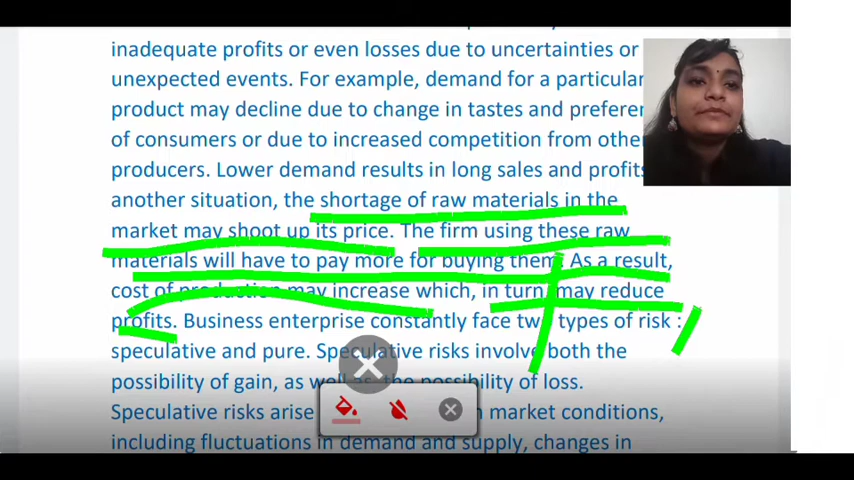 inadequate profits or even losses due to uncertainties or
unexpected events. For example, demand for a particular
product may decline due to change in tastes and prefere
of consumers or due to increased competition from othe
producers. Lower demand results in long sales and profits
another situation, the shortage of raw materials in the
market may shoot up its price. The firm using these raw
materials will have to pay more for buying them. As a result,
cost of production may increase which, in turn may reduce
profits. Business enterprise constantly face two types of risk :
speculative and pure. Speculative risks involve both the
possibility of gain, as well as the possibility of loss.
Speculative risks arise market conditions,
including fluctuations in demand and supply, changes in